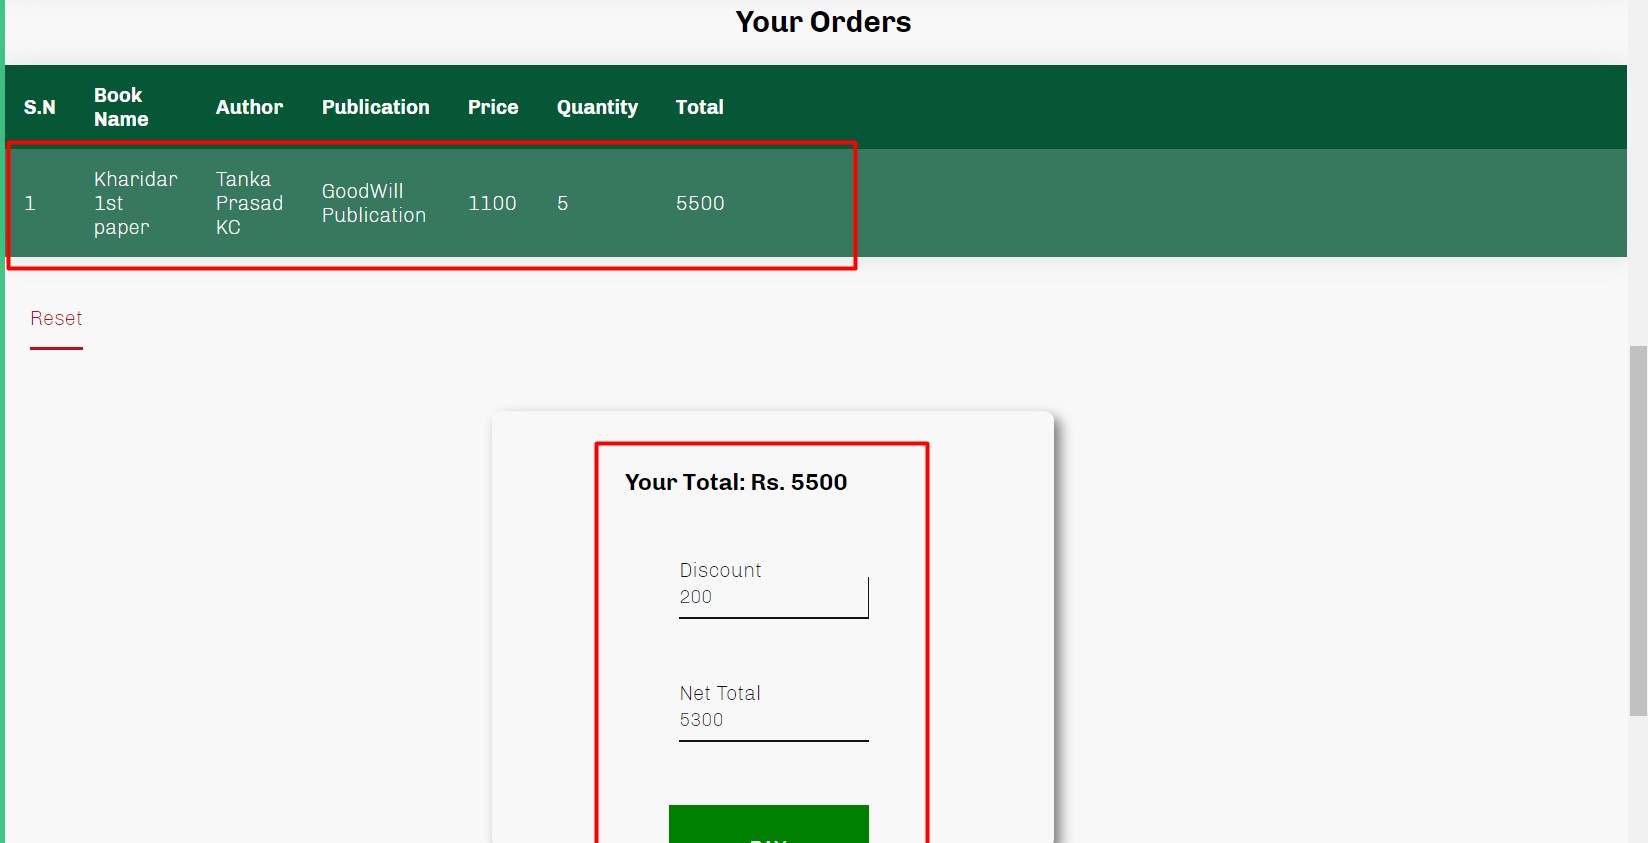 Your Orders
S.N Book Name Author Publication Price Quantity Total
1 Kharidar 1st paper Tanka Prasad KC GoodWill Publication 1100 5 5500
Reset
Your Total: Rs. 5500
Discount
200
Net Total
5300